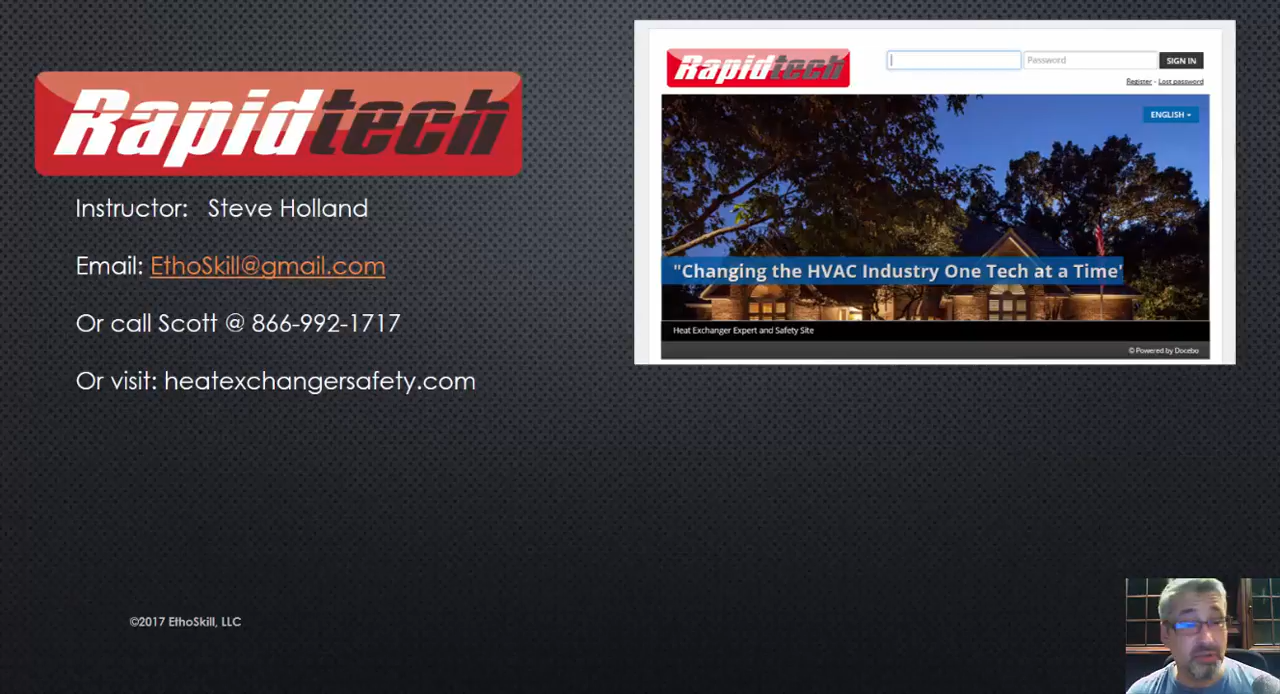 Rapidtech
Instructor: Steve Holland
Email: EthoSkill@gmail.com
Or call Scott @ 866-992-1717
Or visit: heatexchangersafety.com
Rapidtech
Password
SIGN IN
Register - Lost password
ENGLISH
"Changing the HVAC Industry One Tech at a Time'
Heat Exchanger Expert and Safety Site
© Powered by Docebo
©2017 EthoSkill, LLC